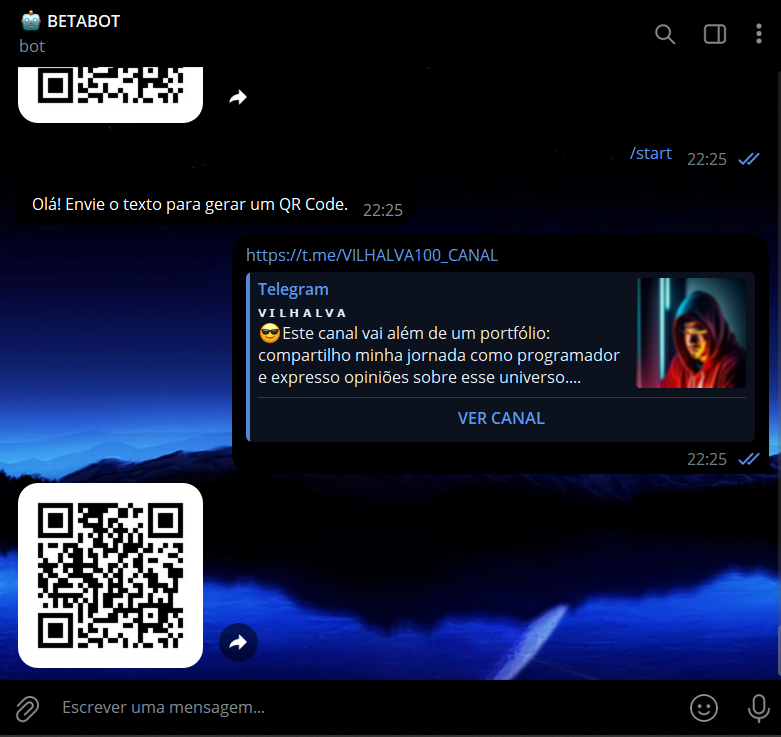 🤖 BETABOT
bot
/start 22:25
Olá! Envie o texto para gerar um QR Code. 22:25
https://t.me/VILHALVA100_CANAL
Telegram
V I L H A L V A
😎Este canal vai além de um portfólio:
compartilho minha jornada como programador
e expresso opiniões sobre esse universo....
VER CANAL
22:25
Escrever uma mensagem...